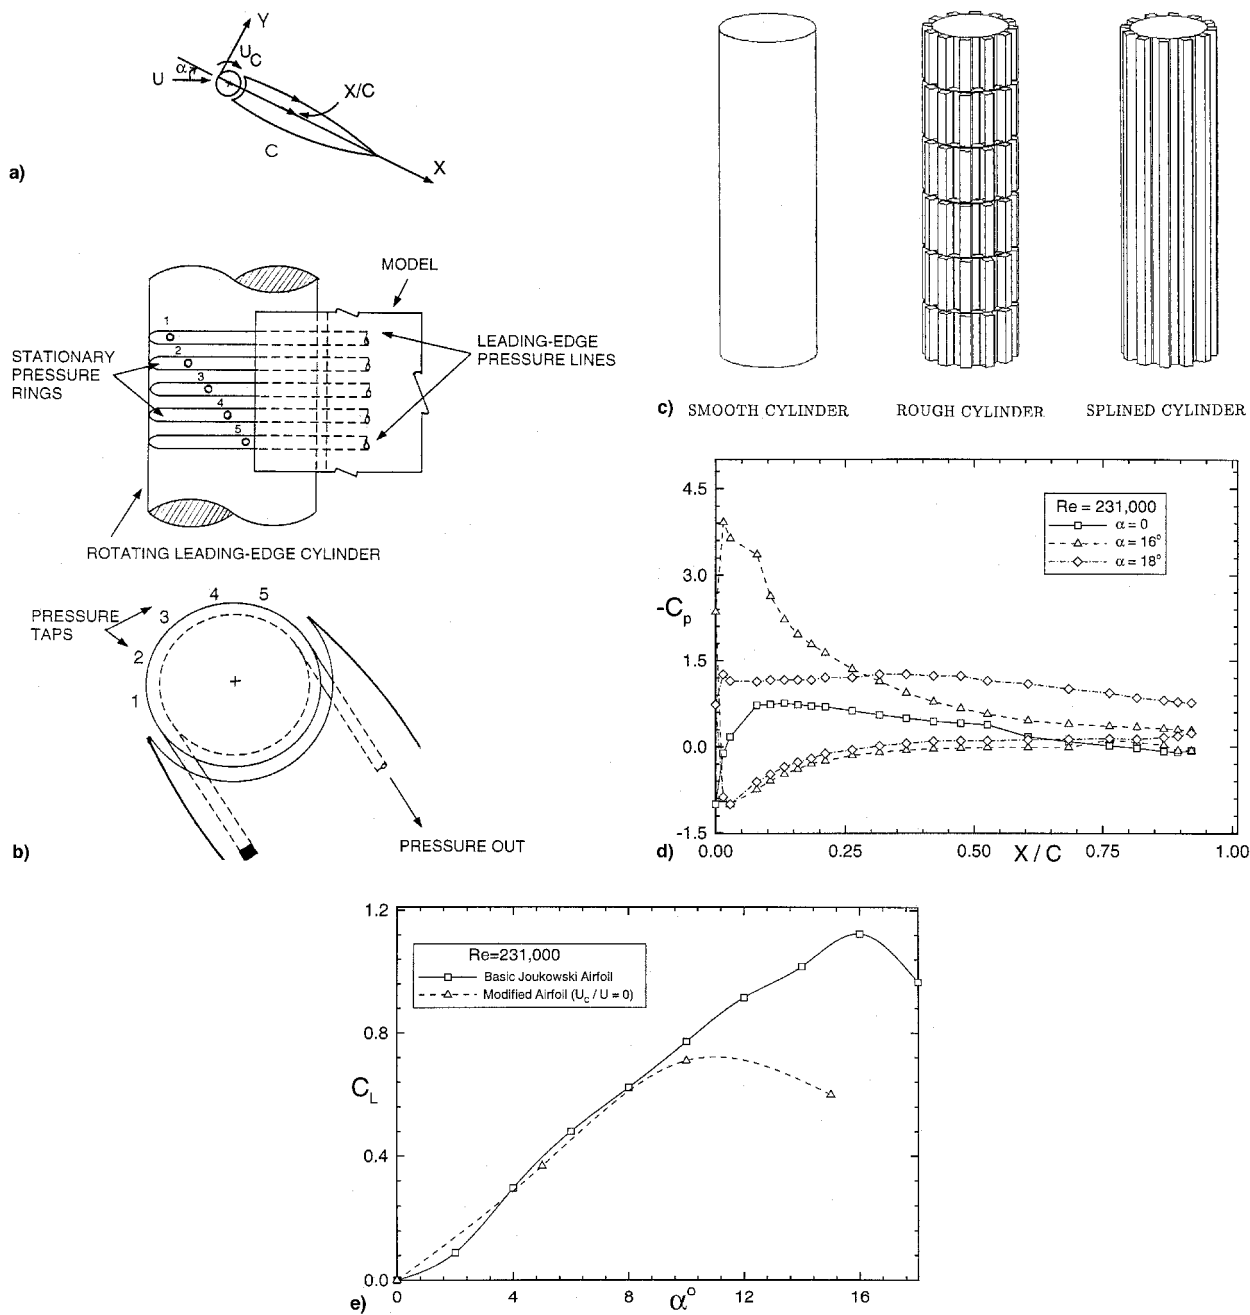 a)
Y
U_C
α
U
X/C
C
X
b)
MODEL
1
2
3
4
5
STATIONARY
PRESSURE
RINGS
LEADING-EDGE
PRESSURE LINES
ROTATING LEADING-EDGE CYLINDER
PRESSURE
TAPS
1
2
3
4
5
PRESSURE OUT
c)
SMOOTH CYLINDER
ROUGH CYLINDER
SPLINED CYLINDER
d)
4.5
3.0
1.5
0.0
-1.5
-C_p
Re = 231,000
α = 0
α = 16°
α = 18°
0.00
0.25
0.50
0.75
1.00
X / C
e)
1.2
0.8
0.4
0.0
C_L
Re=231,000
Basic Joukowski Airfoil
Modified Airfoil (U_c / U = 0)
0
4
8
12
16
α°